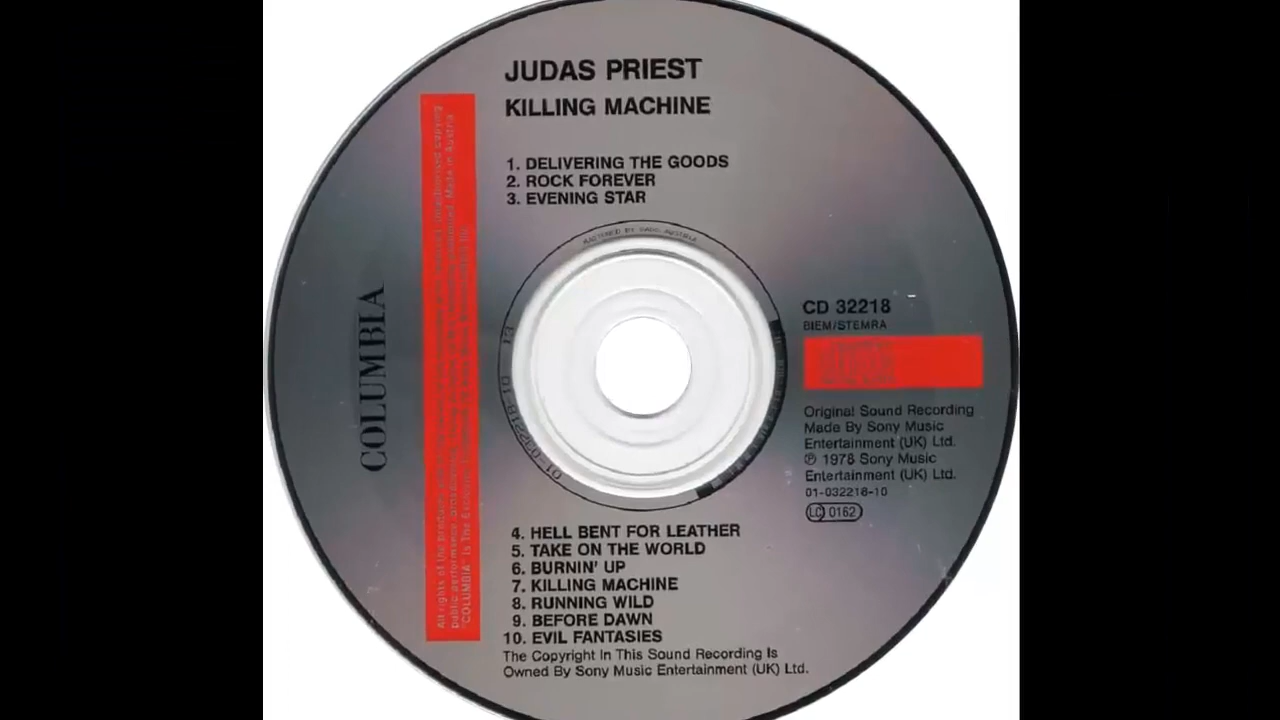 JUDAS PRIEST
KILLING MACHINE
1. DELIVERING THE GOODS
2. ROCK FOREVER
3. EVENING STAR
COLUMBIA
CD 32218
BIEM/STEMRA
Original Sound Recording
Made By Sony Music
Entertainment (UK) Ltd.
℗ 1978 Sony Music
Entertainment (UK) Ltd.
01-032218-10
LC 0162
01-032218-10 13
4. HELL BENT FOR LEATHER
5. TAKE ON THE WORLD
6. BURNIN' UP
7. KILLING MACHINE
8. RUNNING WILD
9. BEFORE DAWN
10. EVIL FANTASIES
The Copyright In This Sound Recording Is
Owned By Sony Music Entertainment (UK) Ltd.